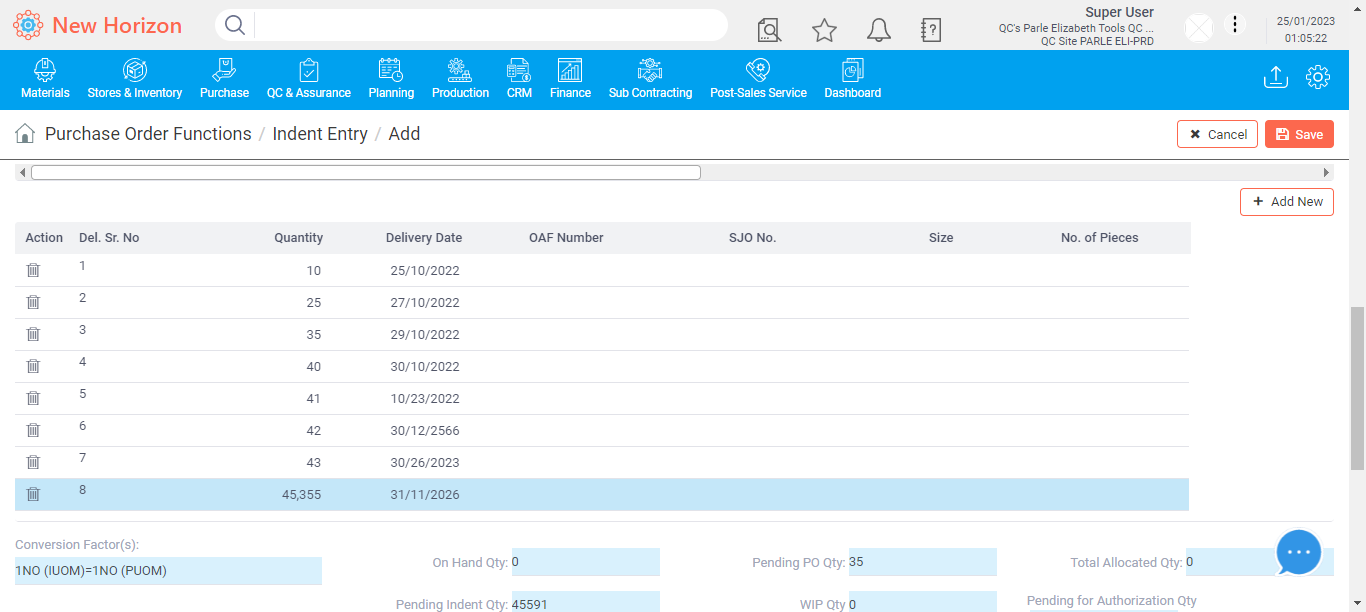 New Horizon
Super User
QC's Parle Elizabeth Tools QC ...
QC Site PARLE ELI-PRD
25/01/2023
01:05:22
Materials Stores & Inventory Purchase QC & Assurance Planning Production CRM Finance Sub Contracting Post-Sales Service Dashboard
Purchase Order Functions / Indent Entry / Add
Cancel Save
Add New
Action Del. Sr. No Quantity Delivery Date OAF Number SJO No. Size No. of Pieces
1 10 25/10/2022
2 25 27/10/2022
3 35 29/10/2022
4 40 30/10/2022
5 41 10/23/2022
6 42 30/12/2566
7 43 30/26/2023
8 45,355 31/11/2026
Conversion Factor(s):
1NO (IUOM)=1NO (PUOM)
On Hand Qty: 0 Pending PO Qty: 35 Total Allocated Qty: 0
Pending Indent Qty: 45591 WIP Qty 0 Pending for Authorization Qty